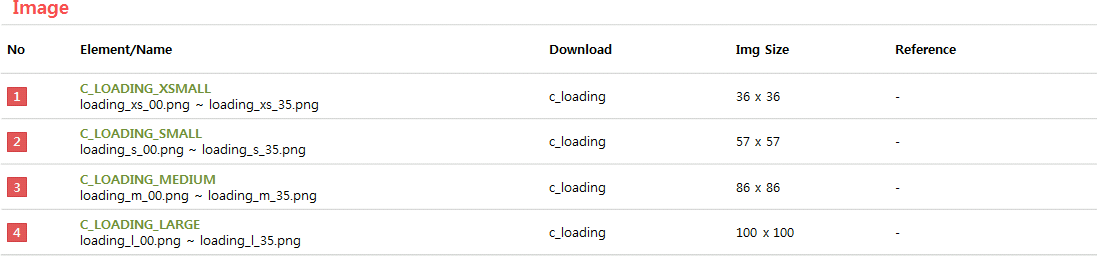 Image
No Element/Name Download Img Size Reference
1 C_LOADING_XSMALL c_loading 36 x 36 -
loading_xs_00.png ~ loading_xs_35.png
2 C_LOADING_SMALL c_loading 57 x 57 -
loading_s_00.png ~ loading_s_35.png
3 C_LOADING_MEDIUM c_loading 86 x 86 -
loading_m_00.png ~ loading_m_35.png
4 C_LOADING_LARGE c_loading 100 x 100 -
loading_l_00.png ~ loading_l_35.png